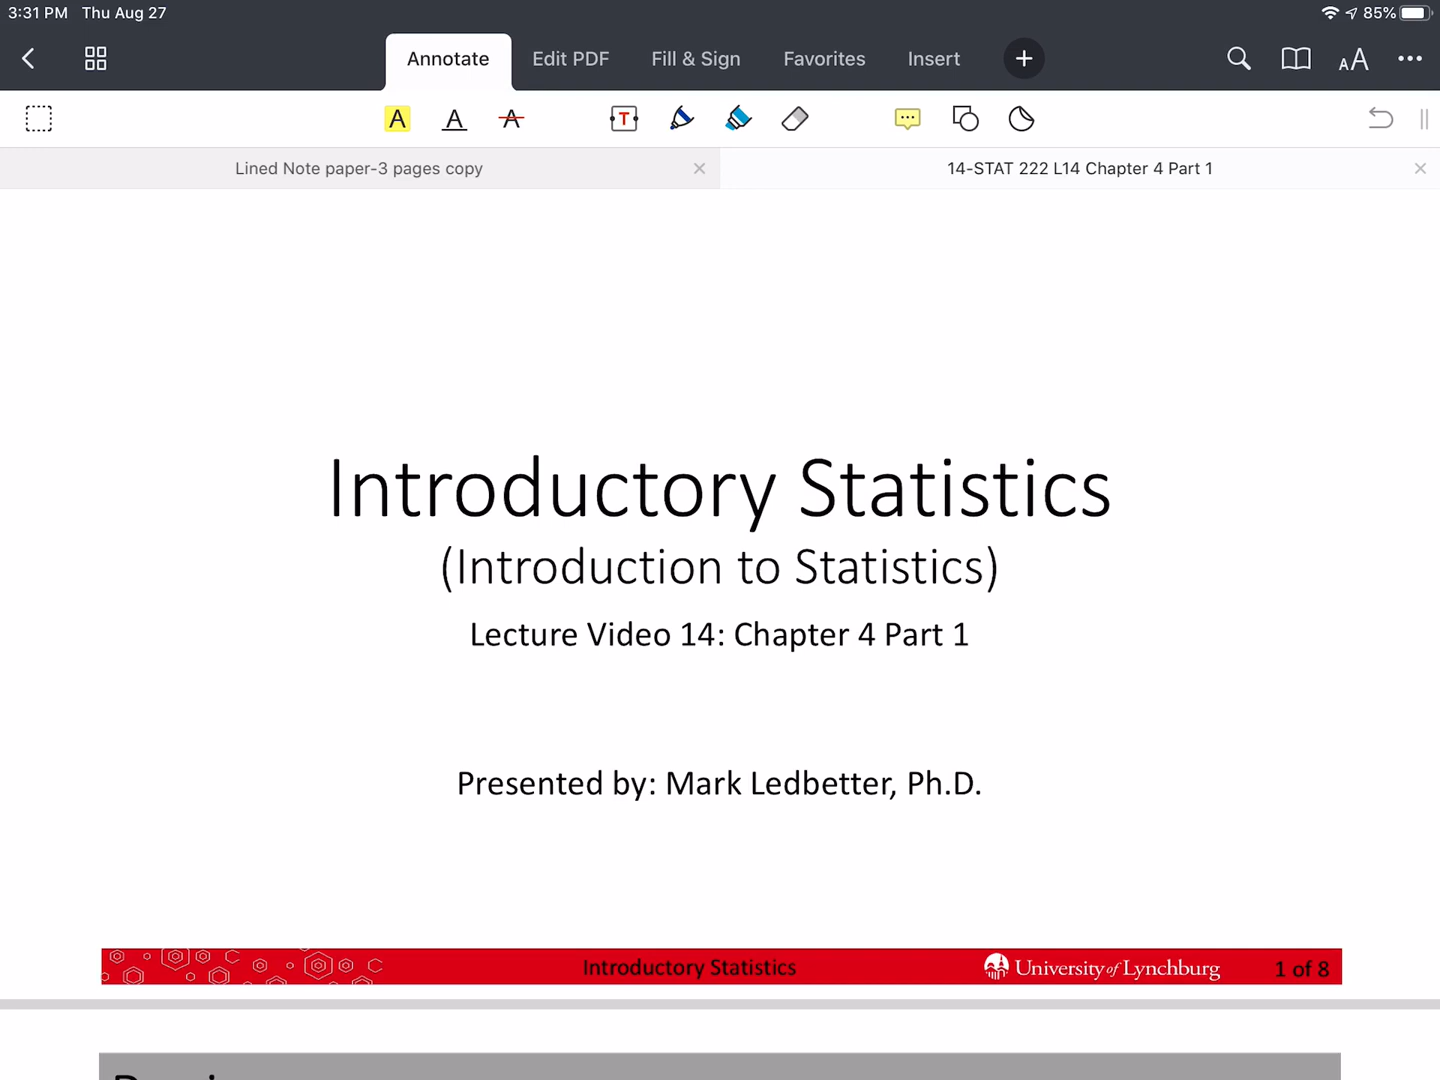 3:31 PM Thu Aug 27
85%
Annotate
Edit PDF
Fill & Sign
Favorites
Insert
AA
A
A
A
T
Lined Note paper-3 pages copy
14-STAT 222 L14 Chapter 4 Part 1
Introductory Statistics
(Introduction to Statistics)
Lecture Video 14: Chapter 4 Part 1
Presented by: Mark Ledbetter, Ph.D.
Introductory Statistics
University of Lynchburg
1 of 8